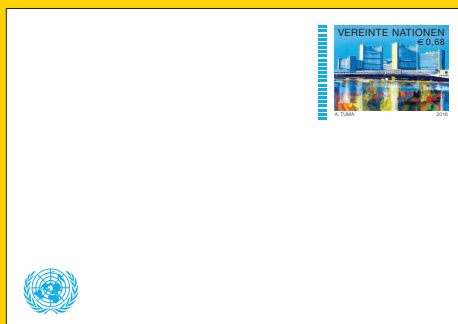 VEREINTE NATIONEN
€ 0,68
A. TUMA 2016